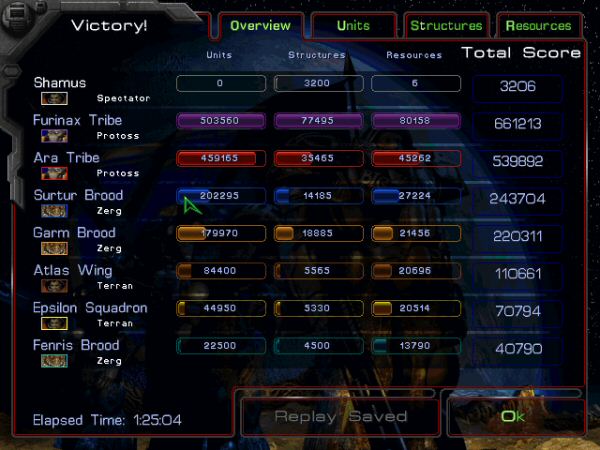 Victory!
Overview
Units
Structures
Resources
Units Structures Resources Total Score
Shamus 0 3200 6 3206
Spectator
Furinax Tribe 503560 77495 80158 661213
Protoss
Ara Tribe 459165 35465 45262 539892
Protoss
Surtur Brood 202295 14185 27224 243704
Zerg
Garm Brood 179970 18885 21456 220311
Zerg
Atlas Wing 84400 5565 20696 110661
Terran
Epsilon Squadron 44950 5330 20514 70794
Terran
Fenris Brood 22500 4500 13790 40790
Zerg
Elapsed Time: 1:25:04
Replay Saved
Ok